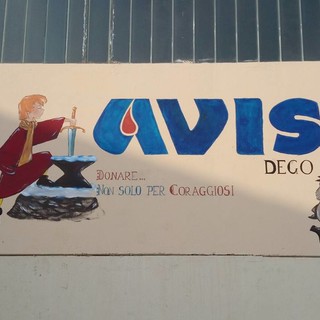 AVIS
DEGO
DONARE...
NON SOLO PER CORAGGIOSI